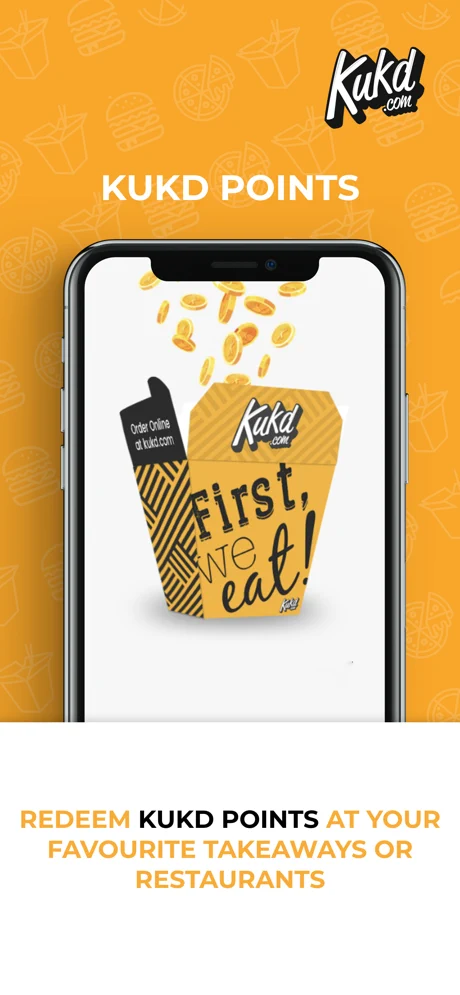 Kukd
.com
KUKD POINTS
Order Online
at kukd.com
Kukd
.com
First,
we
eat!
Kukd
REDEEM KUKD POINTS AT YOUR
FAVOURITE TAKEAWAYS OR
RESTAURANTS